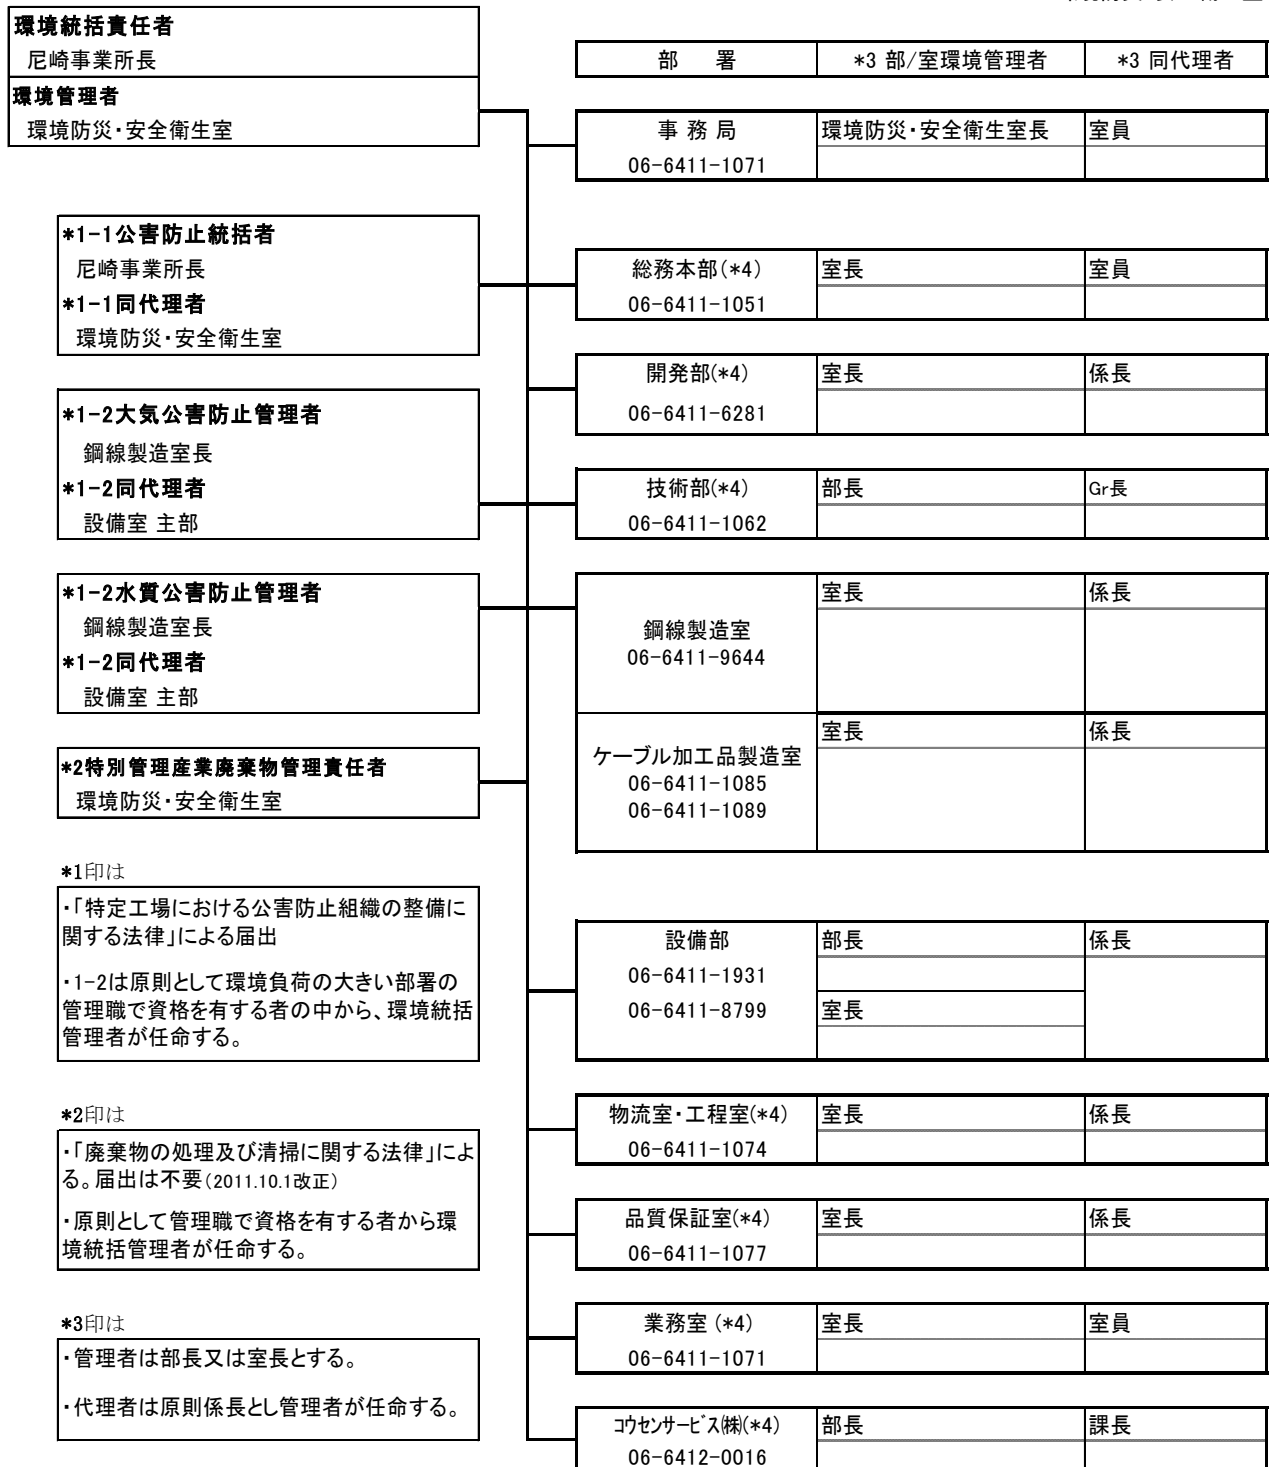 環境統括責任者
尼崎事業所長
環境管理者
環境防災・安全衛生室
*1-1公害防止統括者
尼崎事業所長
*1-1同代理者
環境防災・安全衛生室
*1-2大気公害防止管理者
鋼線製造室長
*1-2同代理者
設備室 主部
*1-2水質公害防止管理者
鋼線製造室長
*1-2同代理者
設備室 主部
*2特別管理産業廃棄物管理責任者
環境防災・安全衛生室
*1印は
・「特定工場における公害防止組織の整備に
関する法律」による届出
・1-2は原則として環境負荷の大きい部署の
管理職で資格を有する者の中から、環境統括
管理者が任命する。
*2印は
・「廃棄物の処理及び清掃に関する法律」によ
る。届出は不要(2011.10.1改正)
・原則として管理職で資格を有する者から環
境統括管理者が任命する。
*3印は
・管理者は部長又は室長とする。
・代理者は原則係長とし管理者が任命する。
部 署 *3 部/室環境管理者 *3 同代理者
事 務 局 環境防災・安全衛生室長 室員
06-6411-1071
総務本部(*4) 室長 室員
06-6411-1051
開発部(*4) 室長 係長
06-6411-6281
技術部(*4) 部長 Gr長
06-6411-1062
室長 係長
鋼線製造室
06-6411-9644
室長 係長
ケーブル加工品製造室
06-6411-1085
06-6411-1089
設備部 部長 係長
06-6411-1931
06-6411-8799 室長
物流室・工程室(*4) 室長 係長
06-6411-1074
品質保証室(*4) 室長 係長
06-6411-1077
業務室 (*4) 室長 室員
06-6411-1071
コウセンサービス㈱(*4) 部長 課長
06-6412-0016